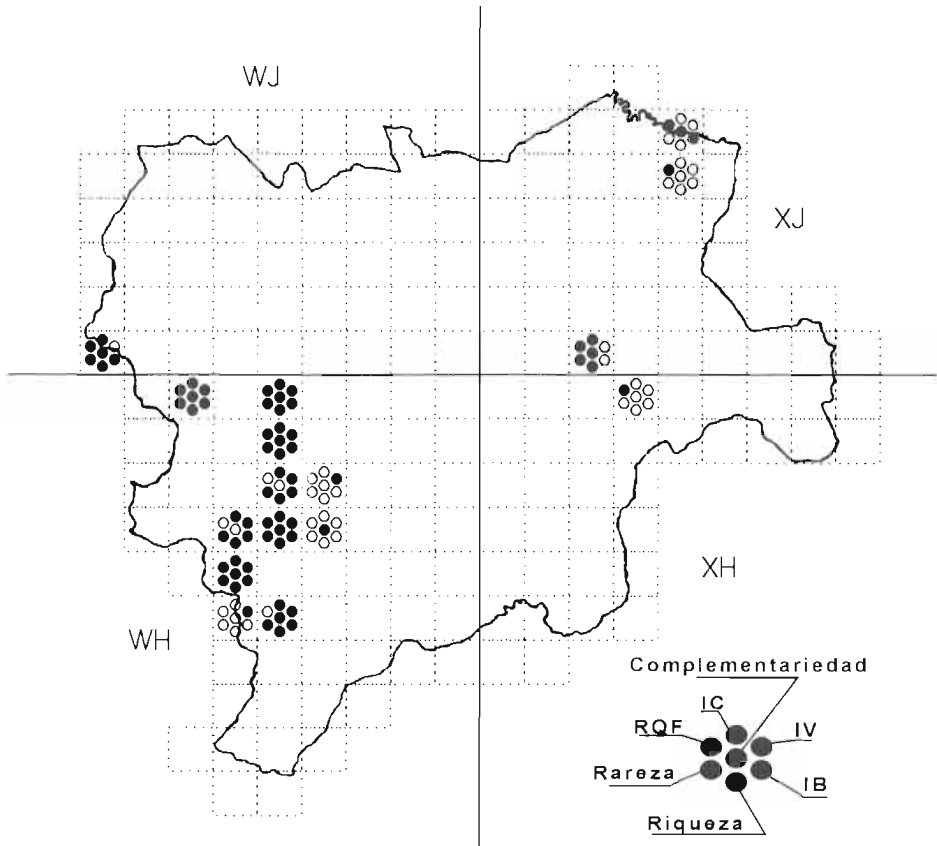 WJ
XJ
XH
WH
Complementariedad
IC
RQF
IV
Rareza
IB
Riqueza